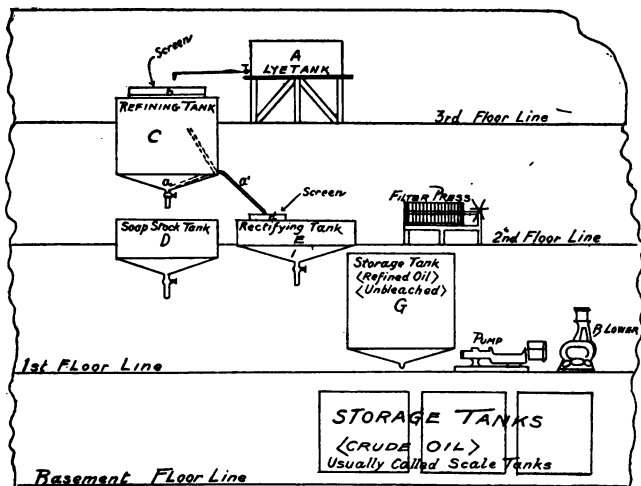 Screen
A
LYE TANK
b
REFINING TANK
C
3rd Floor Line
a
a'
Screen
FILTER PRESS
Soap Stock Tank
D
Rectifying Tank
E
2nd Floor Line
Storage Tank
<Refined Oil>
<Unbleached>
G
BLOWER
PUMP
1st Floor Line
STORAGE TANKS
<CRUDE OIL>
Usually Called Scale Tanks
Basement Floor Line